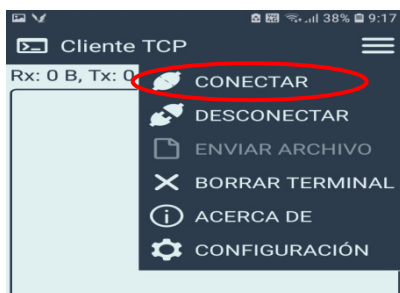 38% 9:17
Cliente TCP
Rx: 0 B, Tx: 0
CONECTAR
DESCONECTAR
ENVIAR ARCHIVO
BORRAR TERMINAL
ACERCA DE
CONFIGURACIÓN